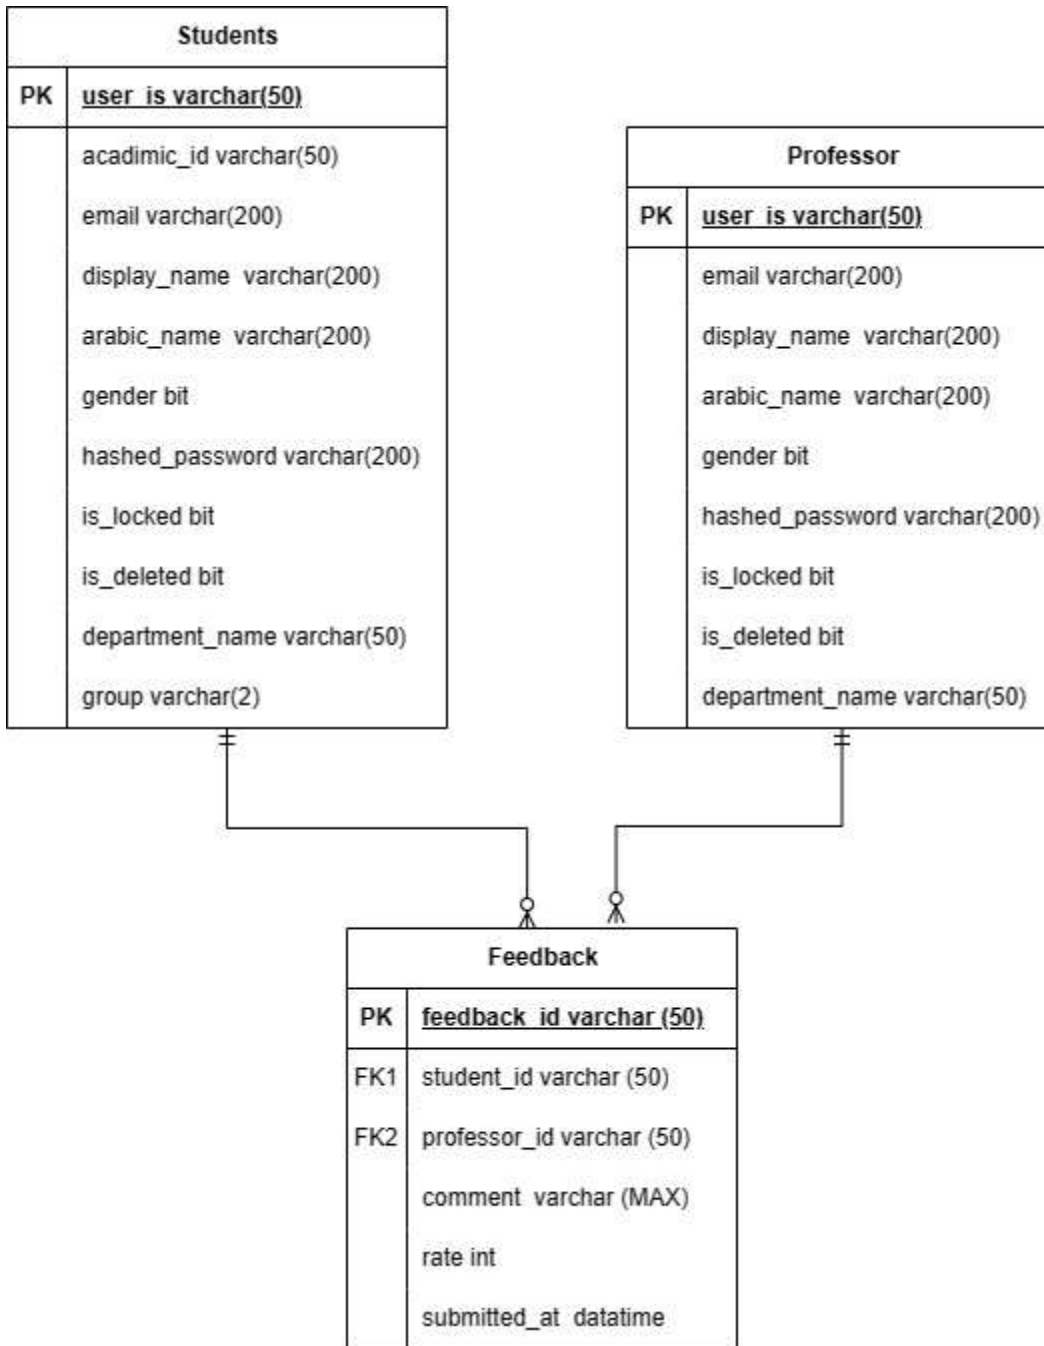 Students
PK user_is varchar(50)
acadimic_id varchar(50)
email varchar(200)
display_name varchar(200)
arabic_name varchar(200)
gender bit
hashed_password varchar(200)
is_locked bit
is_deleted bit
department_name varchar(50)
group varchar(2)
Professor
PK user_is varchar(50)
email varchar(200)
display_name varchar(200)
arabic_name varchar(200)
gender bit
hashed_password varchar(200)
is_locked bit
is_deleted bit
department_name varchar(50)
Feedback
PK feedback_id varchar (50)
FK1 student_id varchar (50)
FK2 professor_id varchar (50)
comment varchar (MAX)
rate int
submitted_at datatime